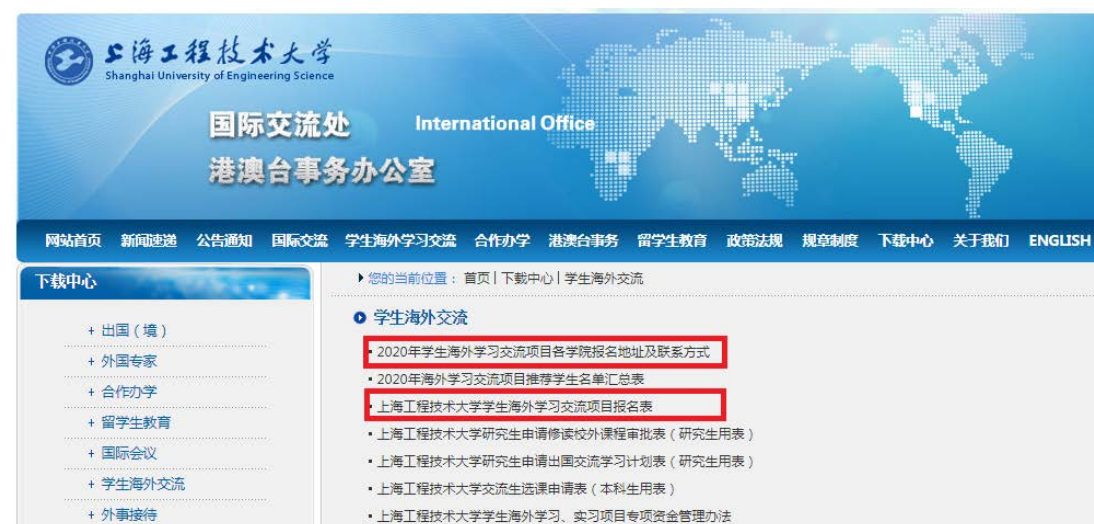 上海工程技术大学
Shanghai University of Engineering Science
国际交流处 International Office
港澳台事务办公室
网站首页 新闻速递 公告通知 国际交流 学生海外学习交流 合作办学 港澳台事务 留学生教育 政策法规 规章制度 下载中心 关于我们 ENGLISH
下载中心
您的当前位置： 首页 | 下载中心 | 学生海外交流
+ 出国（境）
+ 外国专家
+ 合作办学
+ 留学生教育
+ 国际会议
+ 学生海外交流
+ 外事接待
学生海外交流
▪ 2020年学生海外学习交流项目各学院报名地址及联系方式
▪ 2020年海外学习交流项目推荐学生名单汇总表
▪ 上海工程技术大学学生海外学习交流项目报名表
▪ 上海工程技术大学研究生申请修读校外课程审批表（研究生用表）
▪ 上海工程技术大学研究生申请出国交流学习计划表（研究生用表）
▪ 上海工程技术大学交流生选课申请表（本科生用表）
▪ 上海工程技术大学学生海外学习、实习项目专项资金管理办法